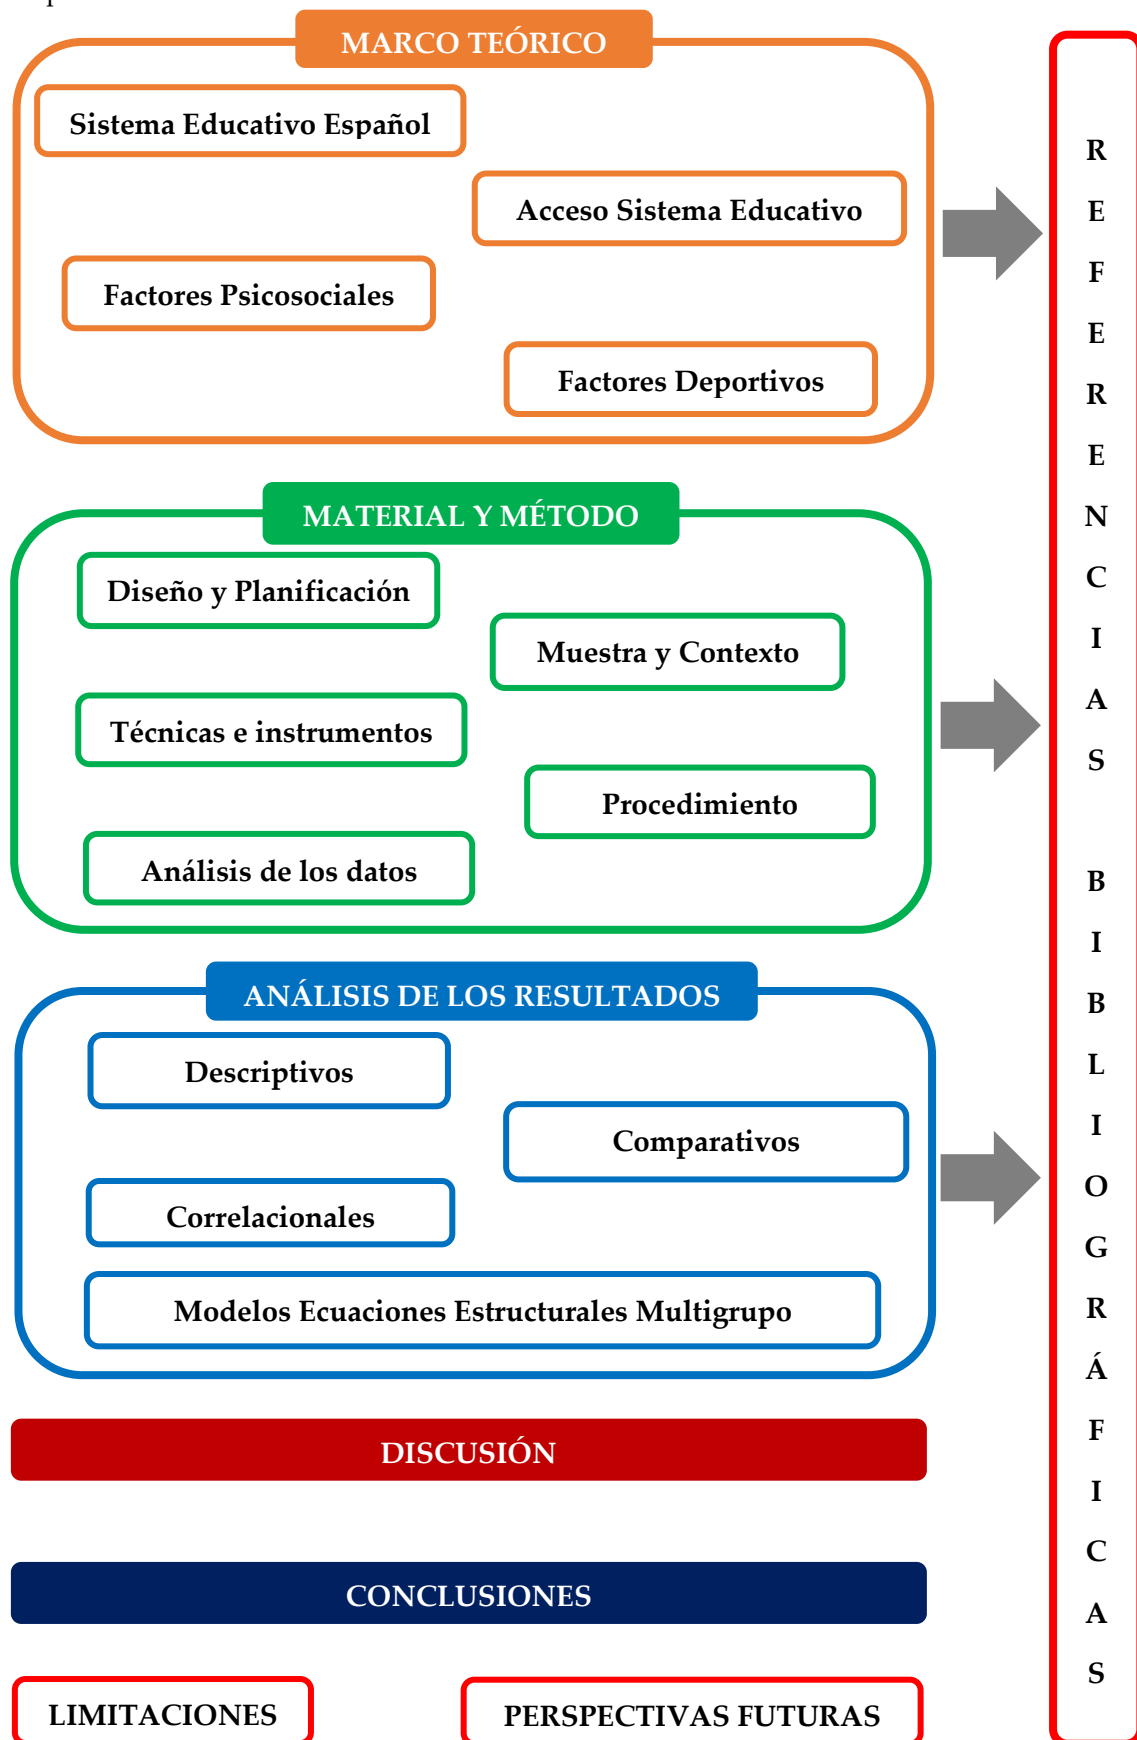 MARCO TEÓRICO
Sistema Educativo Español
Acceso Sistema Educativo
Factores Psicosociales
Factores Deportivos
MATERIAL Y MÉTODO
Diseño y Planificación
Muestra y Contexto
Técnicas e instrumentos
Procedimiento
Análisis de los datos
ANÁLISIS DE LOS RESULTADOS
Descriptivos
Comparativos
Correlacionales
Modelos Ecuaciones Estructurales Multigrupo
DISCUSIÓN
CONCLUSIONES
LIMITACIONES
PERSPECTIVAS FUTURAS
REFERENCIAS BIBLIOGRÁFICAS